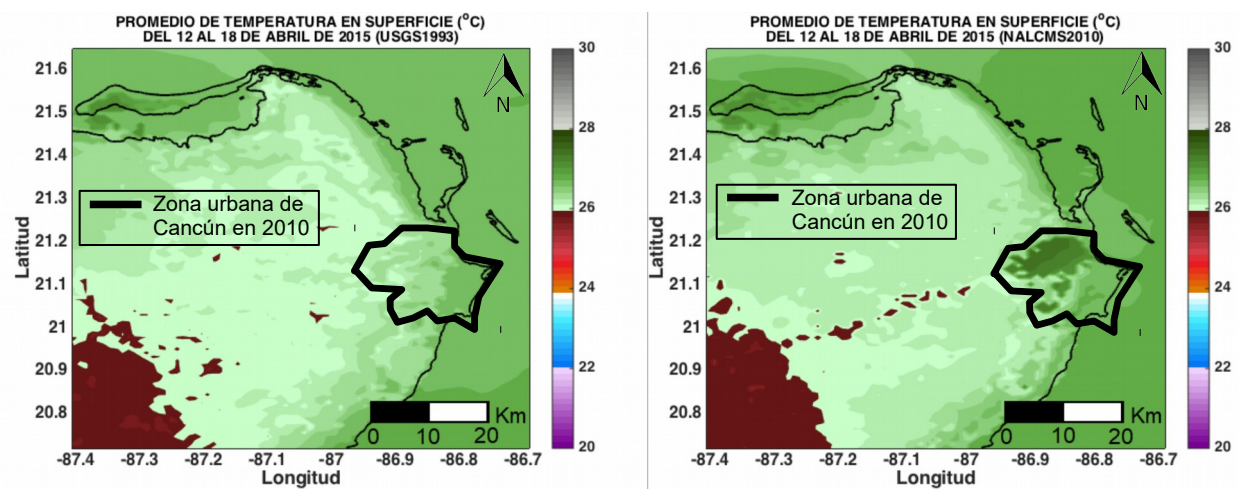 PROMEDIO DE TEMPERATURA EN SUPERFICIE (°C)
DEL 12 AL 18 DE ABRIL DE 2015 (USGS1993)
Latitud
21.6
21.5
21.4
21.3
21.2
21.1
21
20.9
20.8
N
Zona urbana de
Cancún en 2010
Km
0 10 20
-87.4 -87.3 -87.2 -87.1 -87 -86.9 -86.8 -86.7
Longitud
30
28
26
24
22
20
PROMEDIO DE TEMPERATURA EN SUPERFICIE (°C)
DEL 12 AL 18 DE ABRIL DE 2015 (NALCMS2010)
Latitud
21.6
21.5
21.4
21.3
21.2
21.1
21
20.9
20.8
N
Zona urbana de
Cancún en 2010
Km
0 10 20
-87.4 -87.3 -87.2 -87.1 -87 -86.9 -86.8 -86.7
Longitud
30
28
26
24
22
20